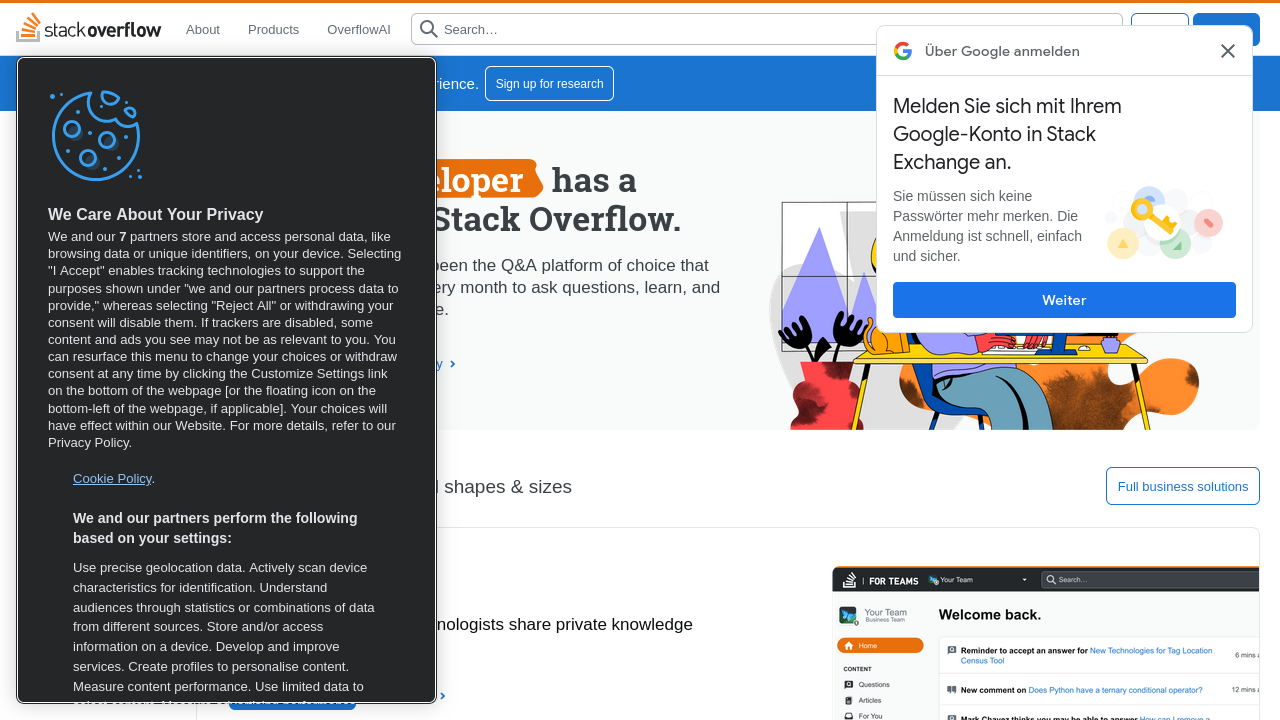 stackoverflow
About
Products
OverflowAI
Search…
rience.
Sign up for research
Über Google anmelden
Melden Sie sich mit Ihrem
Google-Konto in Stack
Exchange an.
Sie müssen sich keine
Passwörter mehr merken. Die
Anmeldung ist schnell, einfach
und sicher.
Weiter
We Care About Your Privacy
We and our 7 partners store and access personal data, like
browsing data or unique identifiers, on your device. Selecting
"I Accept" enables tracking technologies to support the
purposes shown under "we and our partners process data to
provide," whereas selecting "Reject All" or withdrawing your
consent will disable them. If trackers are disabled, some
content and ads you see may not be as relevant to you. You
can resurface this menu to change your choices or withdraw
consent at any time by clicking the Customize Settings link
on the bottom of the webpage [or the floating icon on the
bottom-left of the webpage, if applicable]. Your choices will
have effect within our Website. For more details, refer to our
Privacy Policy.
Cookie Policy.
We and our partners perform the following
based on your settings:
Use precise geolocation data. Actively scan device
characteristics for identification. Understand
audiences through statistics or combinations of data
from different sources. Store and/or access
information on a device. Develop and improve
services. Create profiles to personalise content.
Measure content performance. Use limited data to
eloper has a
Stack Overflow.
been the Q&A platform of choice that
ery month to ask questions, learn, and
e.
y
shapes & sizes
Full business solutions
nologists share private knowledge
FOR TEAMS
Your Team
Search...
Your Team
Business Team
Home
CONTENT
Questions
Articles
For You
Welcome back.
Reminder to accept an answer for New Technologies for Tag Location
Census Tool
6 mins
New comment on Does Python have a ternary conditional operator?
12 mins
Mark Chavez thinks you may be able to answer How can I remove a